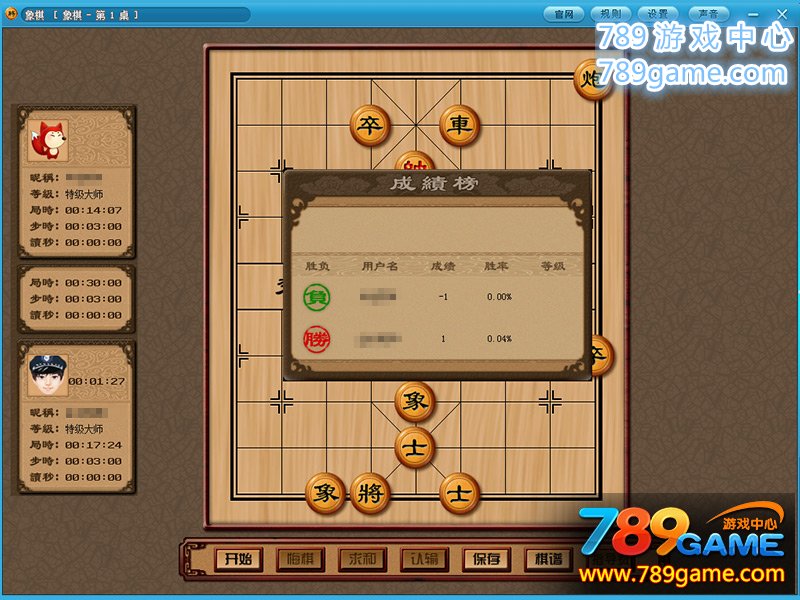 象棋 [ 象棋 - 第 1 桌 ]
官网 规则 设置 声音
789游戏中心
789game.com
炮
卒 車
昵稱:
等級: 特级大师
局時: 00:14:07
步時: 00:03:00
讀秒: 00:00:00
局時: 00:30:00
步時: 00:03:00
讀秒: 00:00:00
00:01:27
昵稱:
等級: 特级大师
局時: 00:17:24
步時: 00:03:00
讀秒: 00:00:00
成績榜
胜负 用户名 成绩 胜率 等级
負 -1 0.00%
勝 1 0.04%
卒
象
士
象 將 士
开始 悔棋 求和 认输 保存 棋谱
789GAME 游戏中心
www.789game.com